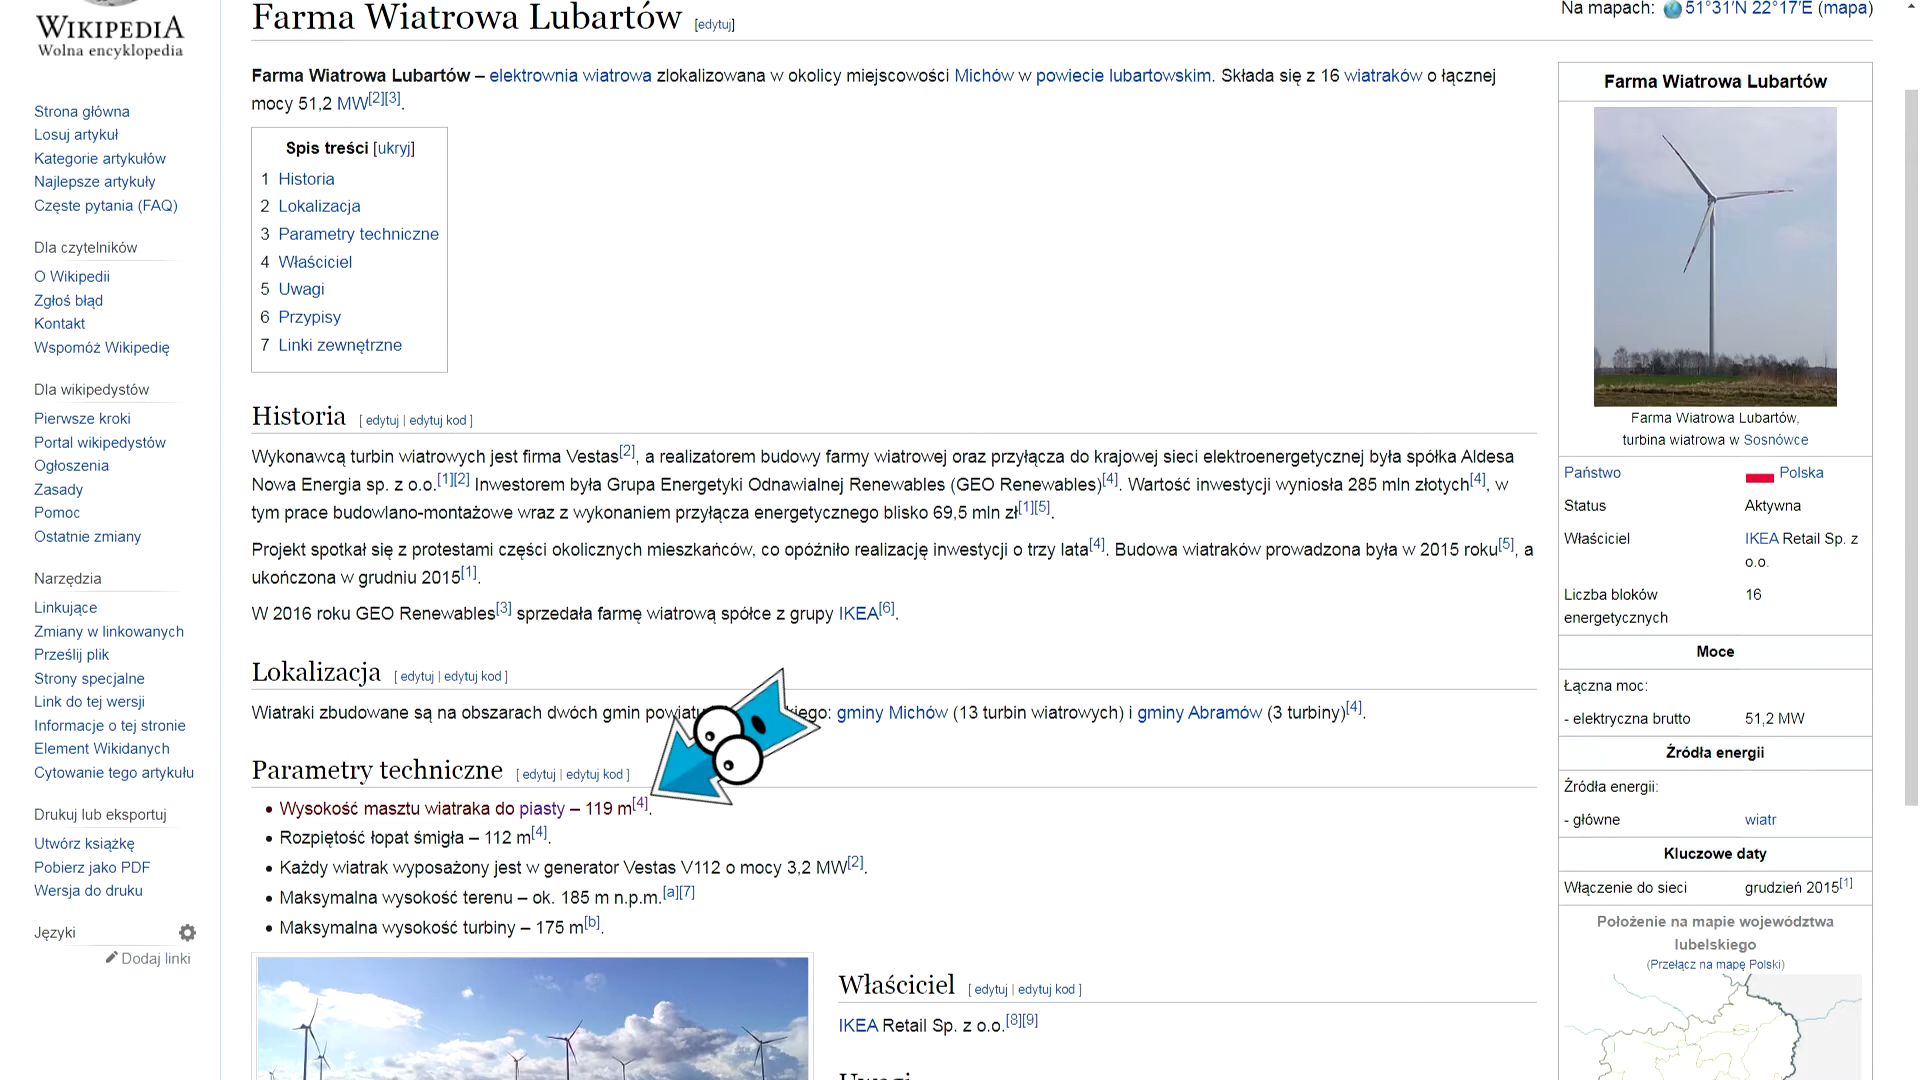 Farma Wiatrowa Lubartów [edytuj]
Na mapach: 51°31′N 22°17′E (mapa)
WIKIPEDIA
Wolna encyklopedia
Strona główna
Losuj artykuł
Kategorie artykułów
Najlepsze artykuły
Częste pytania (FAQ)
Dla czytelników
O Wikipedii
Zgłoś błąd
Kontakt
Wspomóż Wikipedię
Dla wikipedystów
Pierwsze kroki
Portal wikipedystów
Ogłoszenia
Zasady
Pomoc
Ostatnie zmiany
Narzędzia
Linkujące
Zmiany w linkowanych
Prześlij plik
Strony specjalne
Link do tej wersji
Informacje o tej stronie
Element Wikidanych
Cytowanie tego artykułu
Drukuj lub eksportuj
Utwórz książkę
Pobierz jako PDF
Wersja do druku
Języki
Dodaj linki
Farma Wiatrowa Lubartów – elektrownia wiatrowa zlokalizowana w okolicy miejscowości Michów w powiecie lubartowskim. Składa się z 16 wiatraków o łącznej
mocy 51,2 MW[2][3].
Spis treści [ukryj]
1 Historia
2 Lokalizacja
3 Parametry techniczne
4 Właściciel
5 Uwagi
6 Przypisy
7 Linki zewnętrzne
Historia [ edytuj | edytuj kod ]
Wykonawcą turbin wiatrowych jest firma Vestas[2], a realizatorem budowy farmy wiatrowej oraz przyłącza do krajowej sieci elektroenergetycznej była spółka Aldesa
Nowa Energia sp. z o.o.[1][2] Inwestorem była Grupa Energetyki Odnawialnej Renewables (GEO Renewables)[4]. Wartość inwestycji wyniosła 285 mln złotych[4], w
tym prace budowlano-montażowe wraz z wykonaniem przyłącza energetycznego blisko 69,5 mln zł[1][5].
Projekt spotkał się z protestami części okolicznych mieszkańców, co opóźniło realizację inwestycji o trzy lata[4]. Budowa wiatraków prowadzona była w 2015 roku[5], a
ukończona w grudniu 2015[1].
W 2016 roku GEO Renewables[3] sprzedała farmę wiatrową spółce z grupy IKEA[6].
Lokalizacja [ edytuj | edytuj kod ]
Wiatraki zbudowane są na obszarach dwóch gmin powiatu kiego: gminy Michów (13 turbin wiatrowych) i gminy Abramów (3 turbiny)[4].
Parametry techniczne [ edytuj | edytuj kod ]
• Wysokość masztu wiatraka do piasty – 119 m[4].
• Rozpiętość łopat śmigła – 112 m[4].
• Każdy wiatrak wyposażony jest w generator Vestas V112 o mocy 3,2 MW[2].
• Maksymalna wysokość terenu – ok. 185 m n.p.m.[a][7]
• Maksymalna wysokość turbiny – 175 m[b].
Właściciel [ edytuj | edytuj kod ]
IKEA Retail Sp. z o.o.[8][9]
Uwagi
Farma Wiatrowa Lubartów
Farma Wiatrowa Lubartów,
turbina wiatrowa w Sosnówce
Państwo Polska
Status Aktywna
Właściciel IKEA Retail Sp. z
o.o.
Liczba bloków 16
energetycznych
Moce
Łączna moc:
- elektryczna brutto 51,2 MW
Źródła energii
Źródła energii:
- główne wiatr
Kluczowe daty
Włączenie do sieci grudzień 2015[1]
Położenie na mapie województwa
lubelskiego
(Przełącz na mapę Polski)